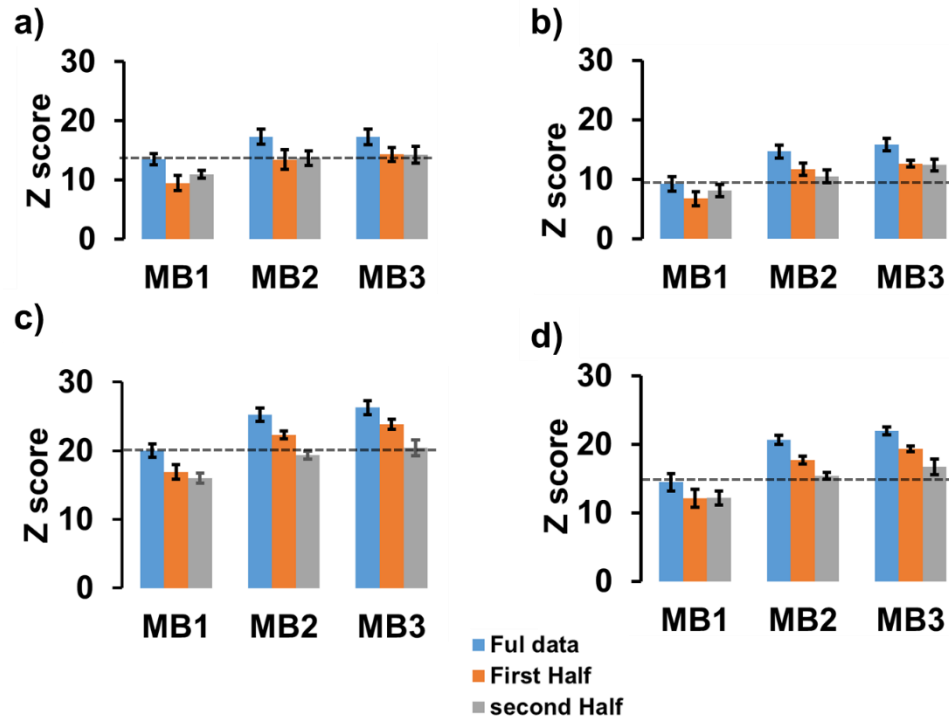 a)
30
20
10
0
Z score
MB1 MB2 MB3
b)
30
20
10
0
Z score
MB1 MB2 MB3
c)
30
20
10
0
Z score
MB1 MB2 MB3
d)
30
20
10
0
Z score
MB1 MB2 MB3
Ful data
First Half
second Half